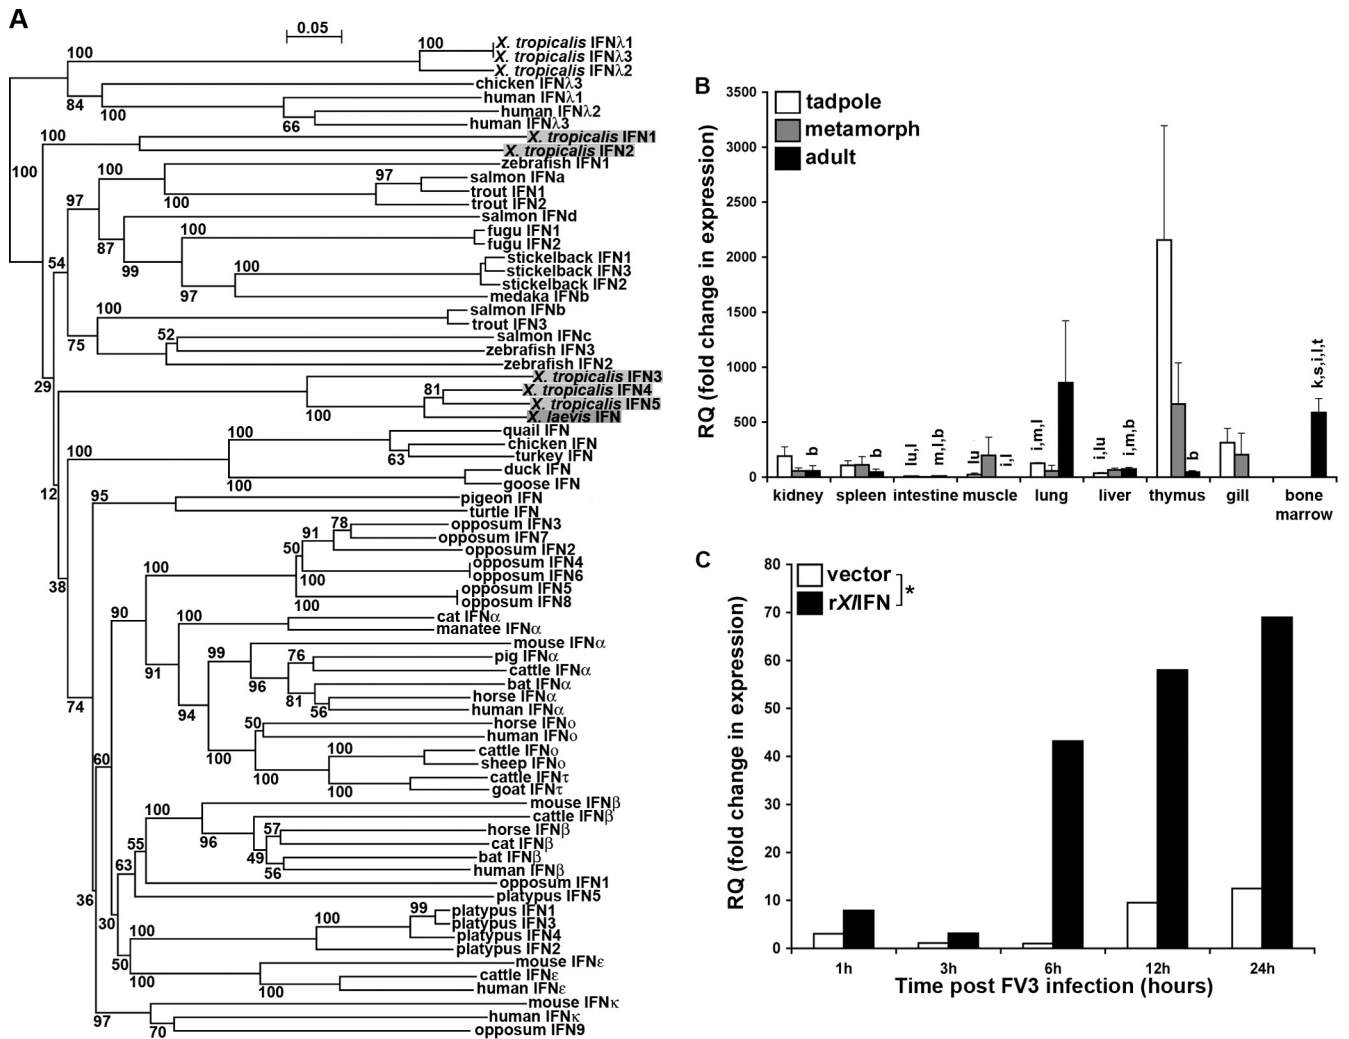 A
0.05
100
X. tropicalis IFNλ1
100
X. tropicalis IFNλ3
X. tropicalis IFNλ2
chicken IFNλ3
84
human IFNλ1
100
human IFNλ2
66
human IFNλ3
100
X. tropicalis IFN1
X. tropicalis IFN2
zebrafish IFN1
100
100
97
salmon IFNa
trout IFN1
100
trout IFN2
97
salmon IFNd
100
fugu IFN1
fugu IFN2
87
stickelback IFN1
54
99
100
stickelback IFN3
stickelback IFN2
97
medaka IFNb
100
salmon IFNb
trout IFN3
52
salmon IFNc
75
zebrafish IFN3
zebrafish IFN2
X. tropicalis IFN3
29
81
X. tropicalis IFN4
X. tropicalis IFN5
100
X. laevis IFN
100
quail IFN
chicken IFN
100
63
turkey IFN
duck IFN
100
goose IFN
12
95
pigeon IFN
turtle IFN
78
opposum IFN3
91
opposum IFN7
50
opposum IFN2
100
opposum IFN4
100
opposum IFN6
38
opposum IFN5
100
opposum IFN8
90
100
cat IFNα
manatee IFNα
99
mouse IFNα
76
pig IFNα
91
cattle IFNα
96
bat IFNα
81
horse IFNα
74
94
56
human IFNα
50
horse IFNο
human IFNο
100
100
cattle IFNο
60
sheep IFNο
100
cattle IFNτ
100
goat IFNτ
100
mouse IFNβ
cattle IFNβ
57
horse IFNβ
96
cat IFNβ
55
49
bat IFNβ
63
56
human IFNβ
opposum IFN1
36
platypus IFN5
99
platypus IFN1
30
100
platypus IFN3
100
platypus IFN4
platypus IFN2
50
mouse IFNε
100
cattle IFNε
100
human IFNε
mouse IFNκ
97
human IFNκ
70
opposum IFN9
B
RQ (fold change in expression)
3500
3000
2500
2000
1500
1000
500
0
tadpole
metamorph
adult
b
b
lu,l
m,l,b
lu
i,l
i,m,l
i,lu
i,m,b
b
k,s,i,l,t
kidney
spleen
intestine
muscle
lung
liver
thymus
gill
bone
marrow
C
RQ (fold change in expression)
80
70
60
50
40
30
20
10
0
vector
rXlIFN
*
1h
3h
6h
12h
24h
Time post FV3 infection (hours)